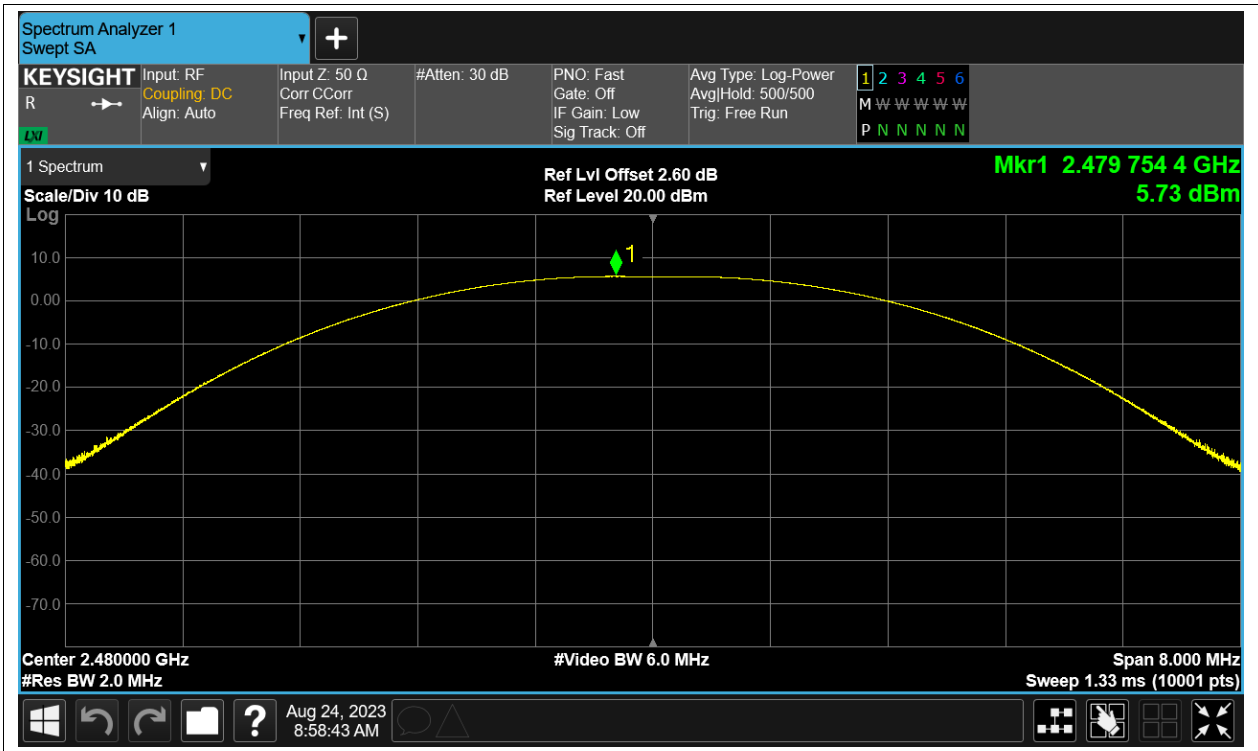 Spectrum Analyzer 1
Swept SA
KEYSIGHT
R
LXI
Input: RF
Coupling: DC
Align: Auto
Input Z: 50 Ω
Corr CCorr
Freq Ref: Int (S)
#Atten: 30 dB
PNO: Fast
Gate: Off
IF Gain: Low
Sig Track: Off
Avg Type: Log-Power
Avg|Hold: 500/500
Trig: Free Run
1 2 3 4 5 6
M W W W W W
P N N N N N
1 Spectrum
Scale/Div 10 dB
Log
Ref Lvl Offset 2.60 dB
Ref Level 20.00 dBm
Mkr1 2.479 754 4 GHz
5.73 dBm
1
10.0
0.00
-10.0
-20.0
-30.0
-40.0
-50.0
-60.0
-70.0
Center 2.480000 GHz
#Res BW 2.0 MHz
#Video BW 6.0 MHz
Span 8.000 MHz
Sweep 1.33 ms (10001 pts)
?
Aug 24, 2023
8:58:43 AM